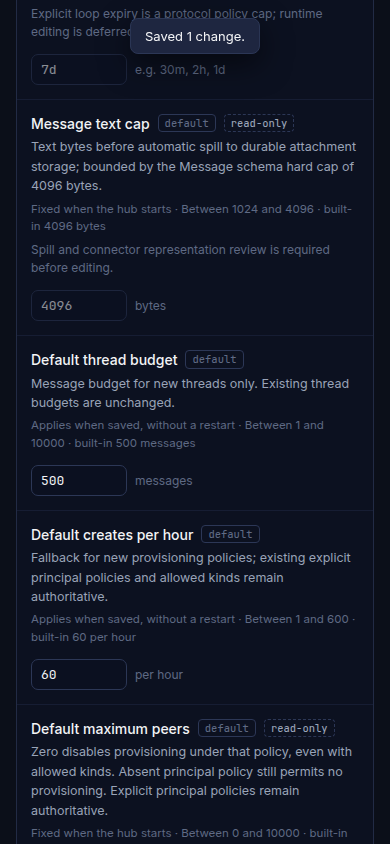 Explicit loop expiry is a protocol policy cap; runtime
editing is deferred
Saved 1 change.
7d e.g. 30m, 2h, 1d
Message text cap default read-only
Text bytes before automatic spill to durable attachment
storage; bounded by the Message schema hard cap of
4096 bytes.
Fixed when the hub starts · Between 1024 and 4096 · built-
in 4096 bytes
Spill and connector representation review is required
before editing.
4096 bytes
Default thread budget default
Message budget for new threads only. Existing thread
budgets are unchanged.
Applies when saved, without a restart · Between 1 and
10000 · built-in 500 messages
500 messages
Default creates per hour default
Fallback for new provisioning policies; existing explicit
principal policies and allowed kinds remain
authoritative.
Applies when saved, without a restart · Between 1 and 600 ·
built-in 60 per hour
60 per hour
Default maximum peers default read-only
Zero disables provisioning under that policy, even with
allowed kinds. Absent principal policy still permits no
provisioning. Explicit principal policies remain
authoritative.
Fixed when the hub starts · Between 0 and 10000 · built-in